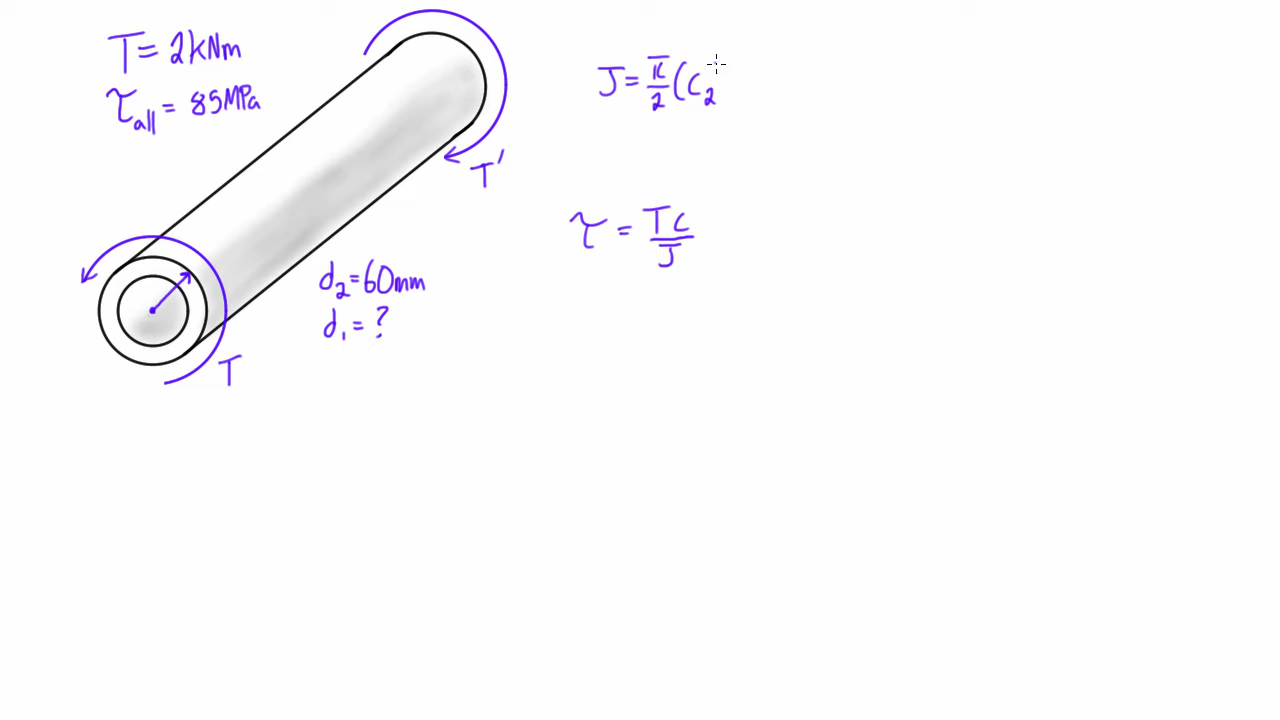 T = 2kNm
τall = 85MPa
J = π/2 (c2
T'
τ = Tc/J
d2 = 60mm
d1 = ?
T